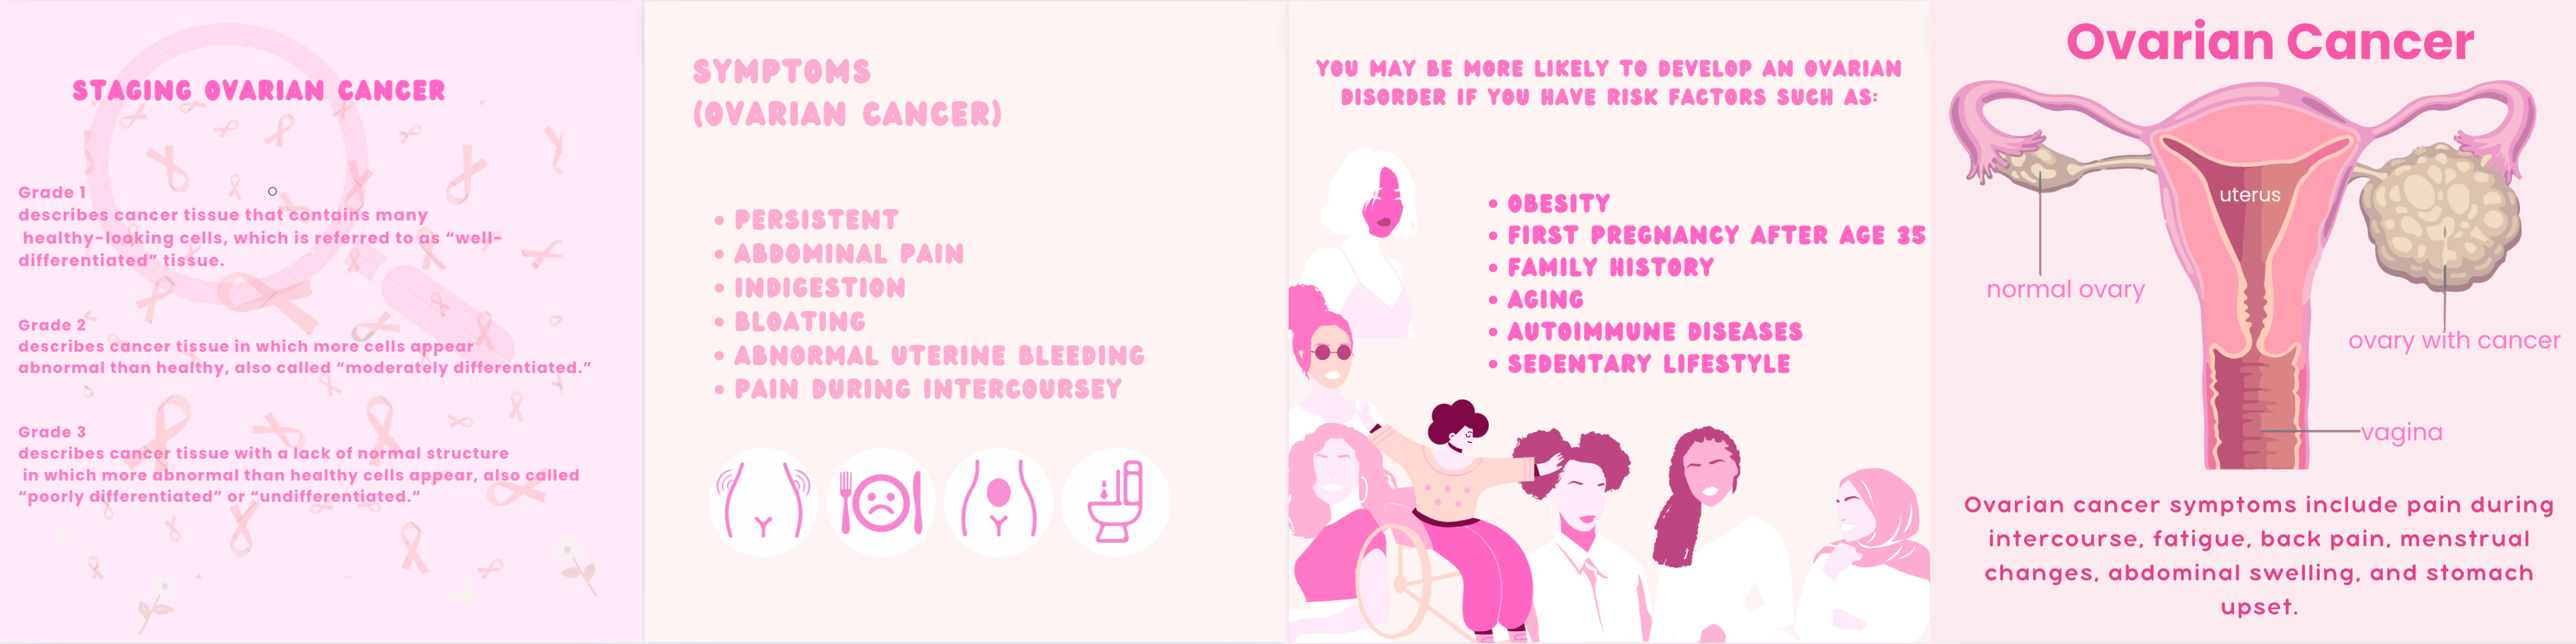 STAGING OVARIAN CANCER
Grade 1
describes cancer tissue that contains many
healthy-looking cells, which is referred to as “well-
differentiated” tissue.
Grade 2
describes cancer tissue in which more cells appear
abnormal than healthy, also called “moderately differentiated.”
Grade 3
describes cancer tissue with a lack of normal structure
in which more abnormal than healthy cells appear, also called
“poorly differentiated” or “undifferentiated.”
SYMPTOMS
(OVARIAN CANCER)
• PERSISTENT
• ABDOMINAL PAIN
• INDIGESTION
• BLOATING
• ABNORMAL UTERINE BLEEDING
• PAIN DURING INTERCOURSEY
YOU MAY BE MORE LIKELY TO DEVELOP AN OVARIAN
DISORDER IF YOU HAVE RISK FACTORS SUCH AS:
• OBESITY
• FIRST PREGNANCY AFTER AGE 35
• FAMILY HISTORY
• AGING
• AUTOIMMUNE DISEASES
• SEDENTARY LIFESTYLE
Ovarian Cancer
uterus
normal ovary
ovary with cancer
vagina
Ovarian cancer symptoms include pain during
intercourse, fatigue, back pain, menstrual
changes, abdominal swelling, and stomach
upset.